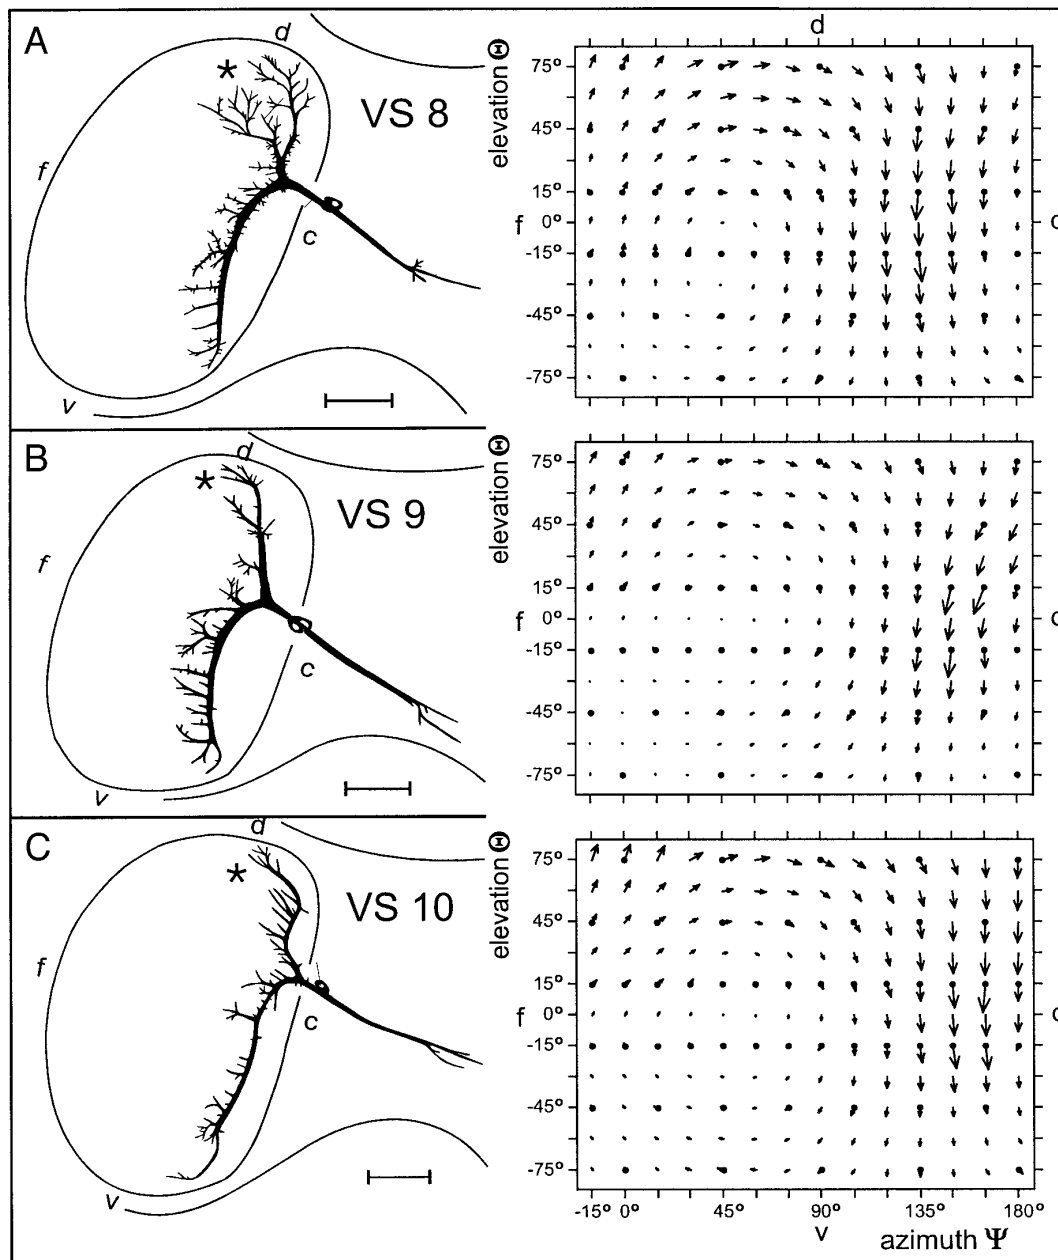 A
d
*
VS 8
f
c
v
d
elevation Θ
75°
45°
15°
f 0°
-15°
-45°
-75°
c
B
d
*
VS 9
f
c
v
elevation Θ
75°
45°
15°
f 0°
-15°
-45°
-75°
c
C
d
*
VS 10
f
c
v
elevation Θ
75°
45°
15°
f 0°
-15°
-45°
-75°
c
-15° 0° 45° 90° 135° 180°
v azimuth Ψ